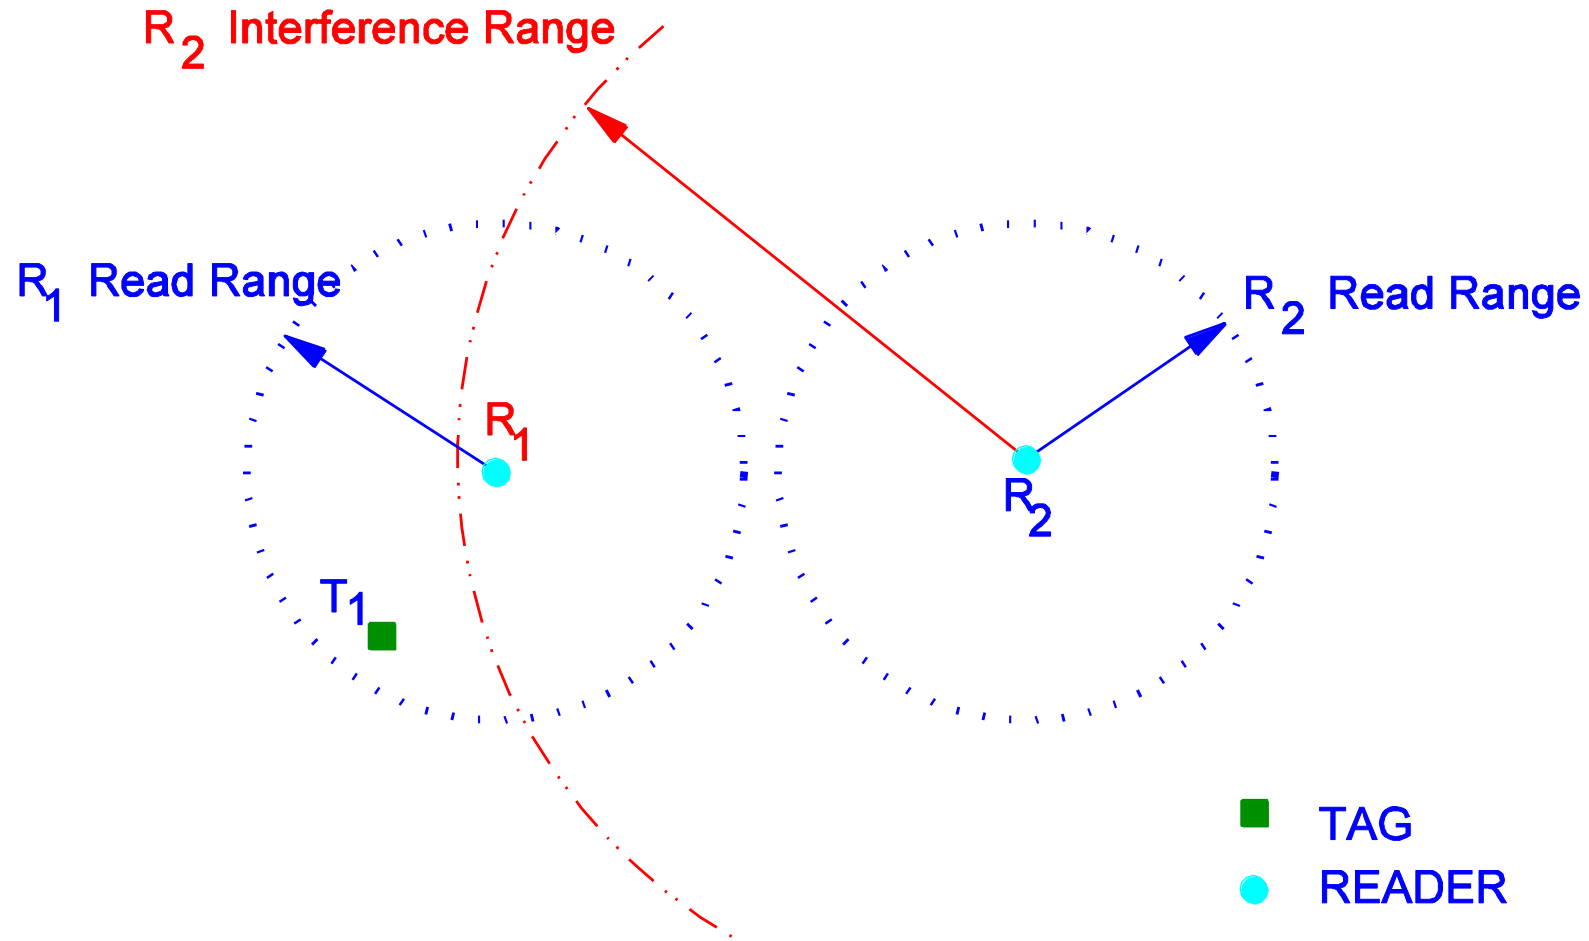 R2 Interference Range
R1 Read Range
R2 Read Range
R1
R2
T1
TAG
READER